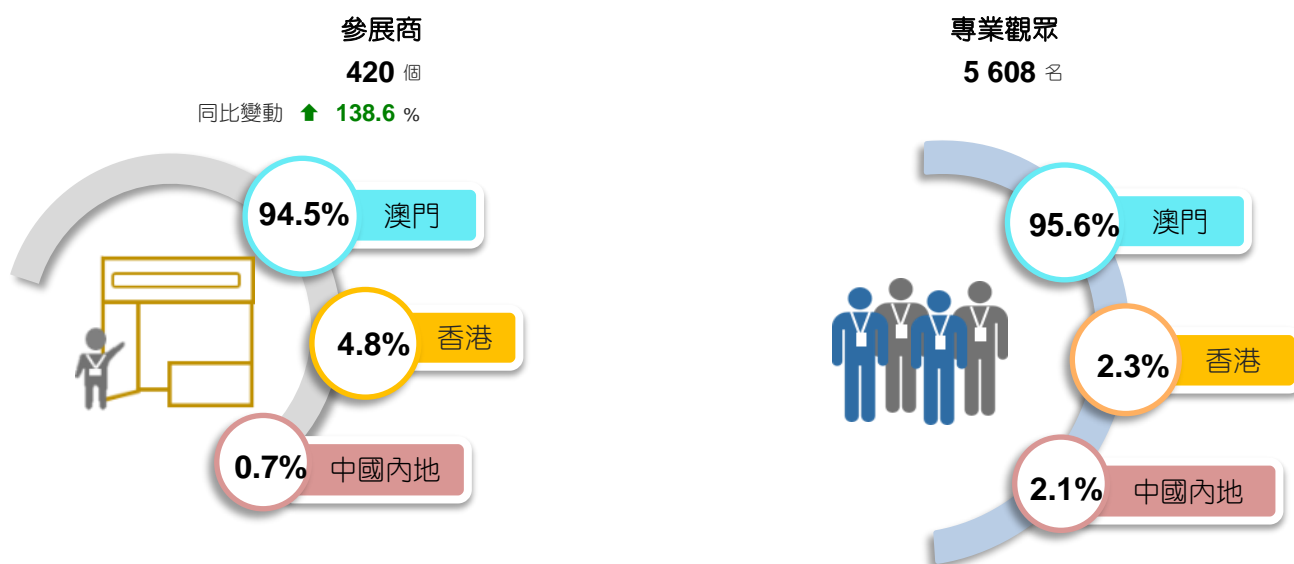 參展商
420 個
同比變動 138.6 %
94.5% 澳門
4.8% 香港
0.7% 中國內地
專業觀眾
5 608 名
95.6% 澳門
2.3% 香港
2.1% 中國內地